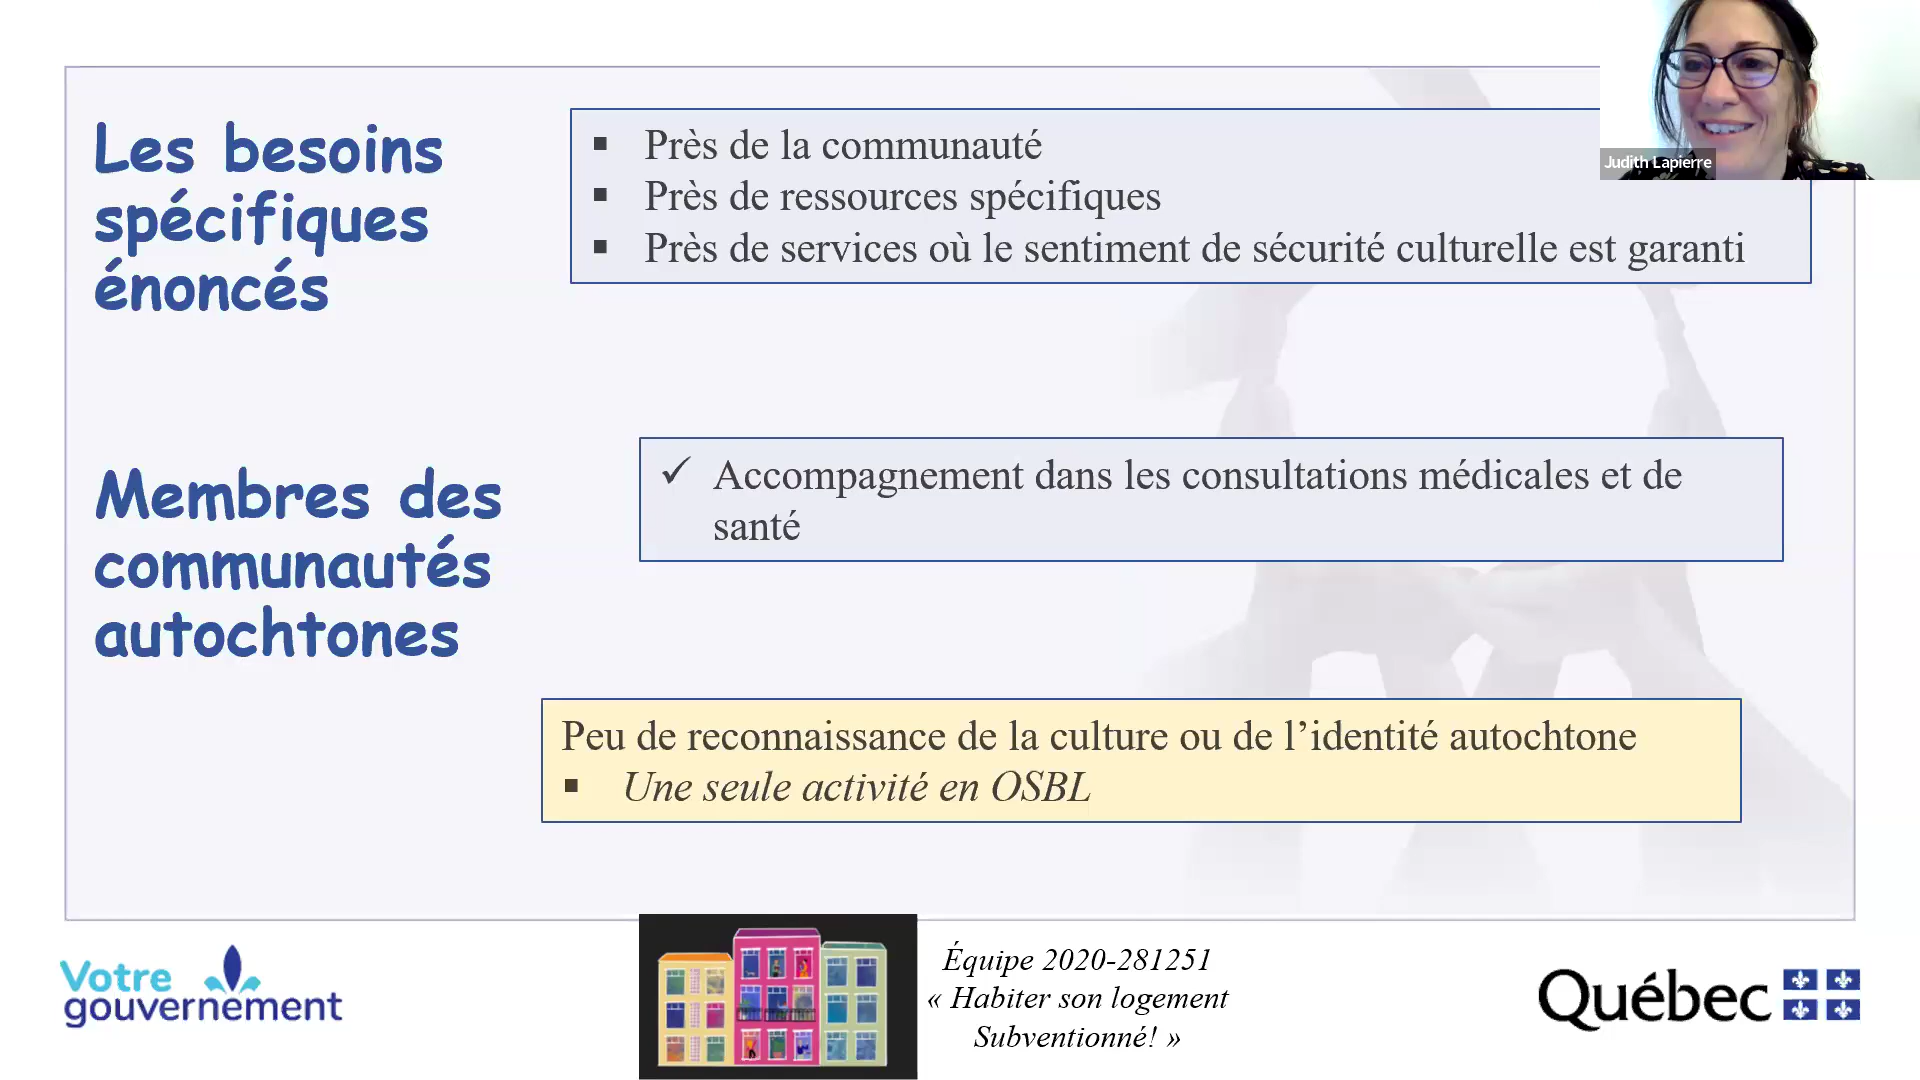 Les besoins
spécifiques
énoncés
▪ Près de la communauté
▪ Près de ressources spécifiques
▪ Près de services où le sentiment de sécurité culturelle est garanti
Judith Lapierre
Membres des
communautés
autochtones
✓ Accompagnement dans les consultations médicales et de
santé
Peu de reconnaissance de la culture ou de l’identité autochtone
▪ Une seule activité en OSBL
Votre
gouvernement
Équipe 2020-281251
« Habiter son logement
Subventionné! »
Québec